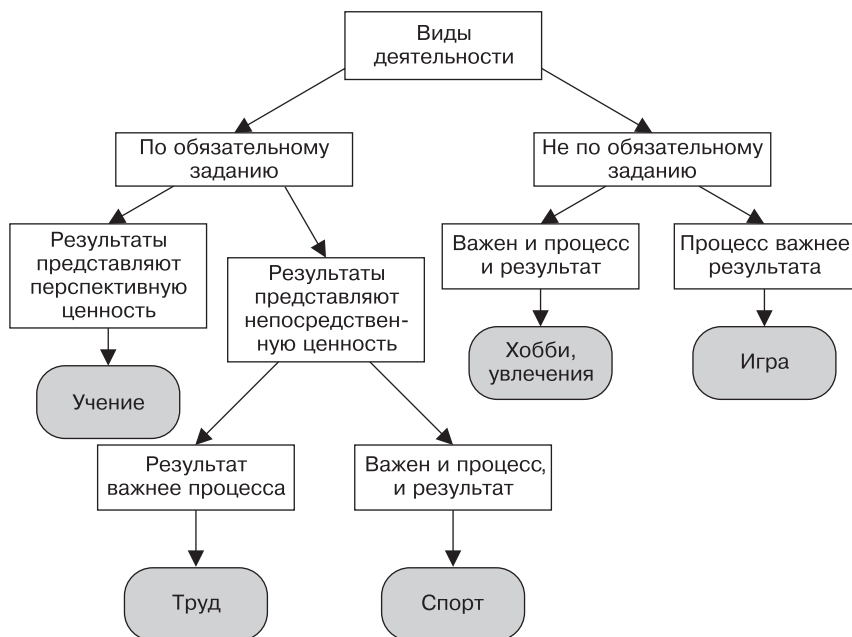 Виды
деятельности
По обязательному
заданию
Не по обязательному
заданию
Результаты
представляют
перспективную
ценность
Результаты
представляют
непосредствен-
ную ценность
Важен и процесс
и результат
Процесс важнее
результата
Учение
Хобби,
увлечения
Игра
Результат
важнее процесса
Важен и процесс,
и результат
Труд
Спорт